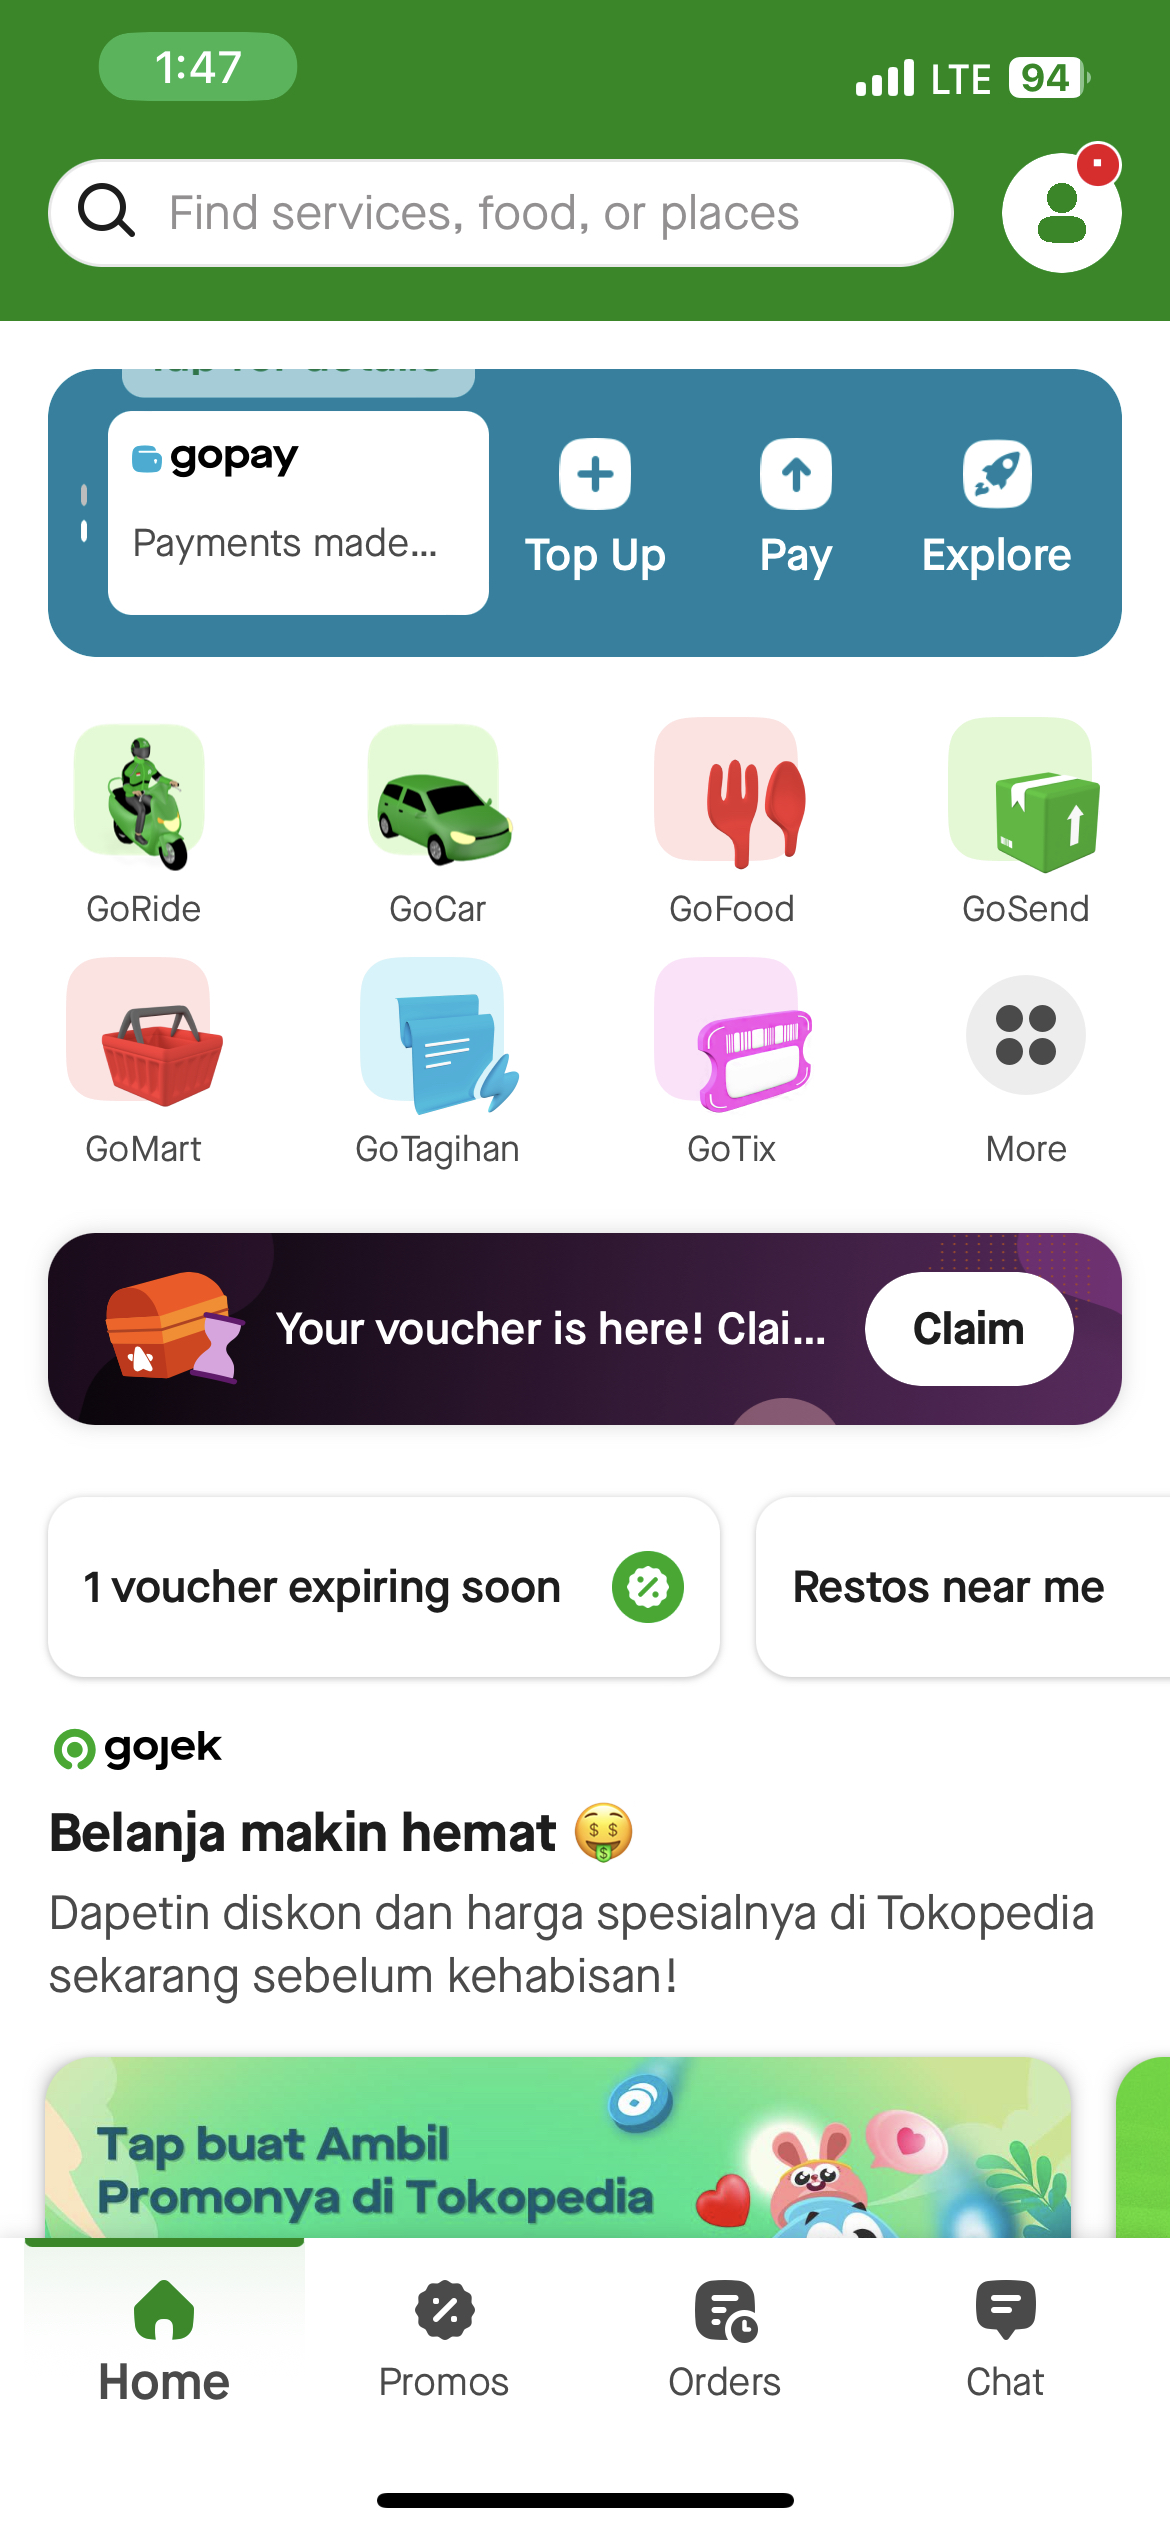 1:47
LTE 94
Find services, food, or places
Tap for details
gopay
Payments made...
Top Up
Pay
Explore
GoRide
GoCar
GoFood
GoSend
GoMart
GoTagihan
GoTix
More
Your voucher is here! Clai...
Claim
1 voucher expiring soon
Restos near me
gojek
Belanja makin hemat 🤑
Dapetin diskon dan harga spesialnya di Tokopedia
sekarang sebelum kehabisan!
Tap buat Ambil
Promonya di Tokopedia
Home
Promos
Orders
Chat